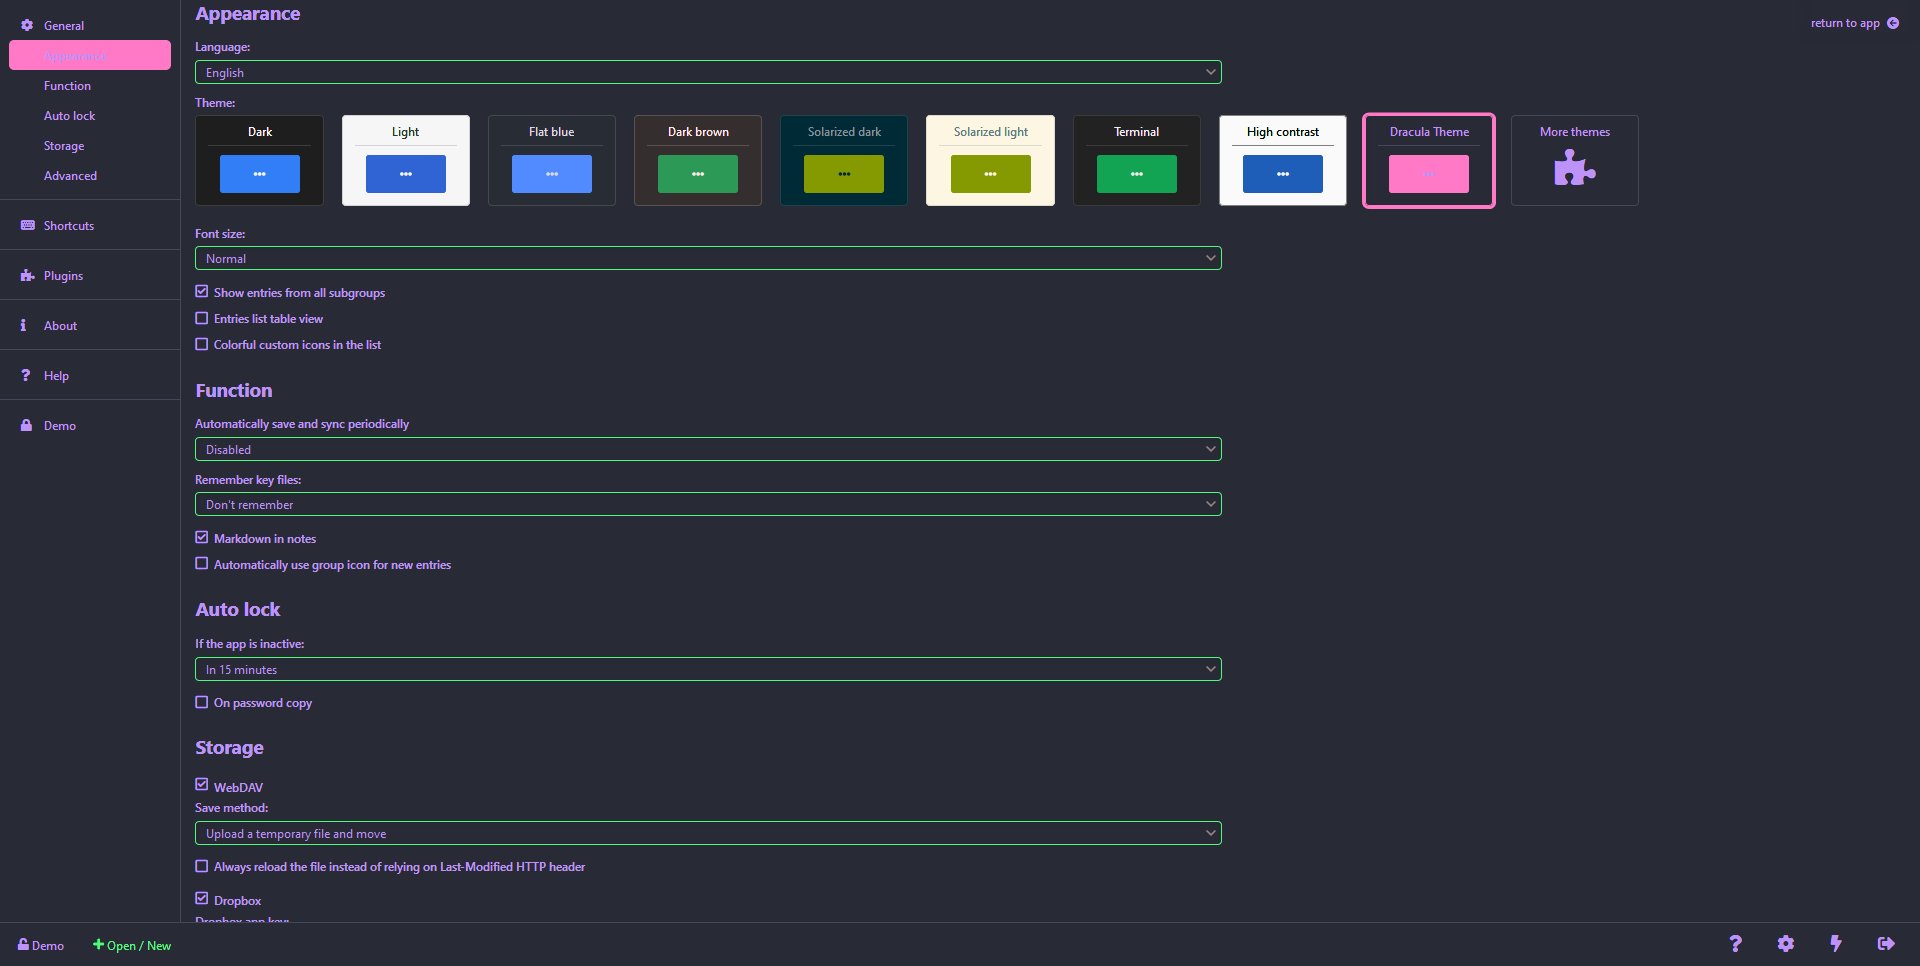 General
Appearance
Function
Auto lock
Storage
Advanced
Shortcuts
Plugins
About
Help
Demo
return to app
Appearance
Language:
English
Theme:
Dark
Light
Flat blue
Dark brown
Solarized dark
Solarized light
Terminal
High contrast
Dracula Theme
More themes
Font size:
Normal
Show entries from all subgroups
Entries list table view
Colorful custom icons in the list
Function
Automatically save and sync periodically
Disabled
Remember key files:
Don't remember
Markdown in notes
Automatically use group icon for new entries
Auto lock
If the app is inactive:
In 15 minutes
On password copy
Storage
WebDAV
Save method:
Upload a temporary file and move
Always reload the file instead of relying on Last-Modified HTTP header
Dropbox
Dropbox app key:
Demo
Open / New